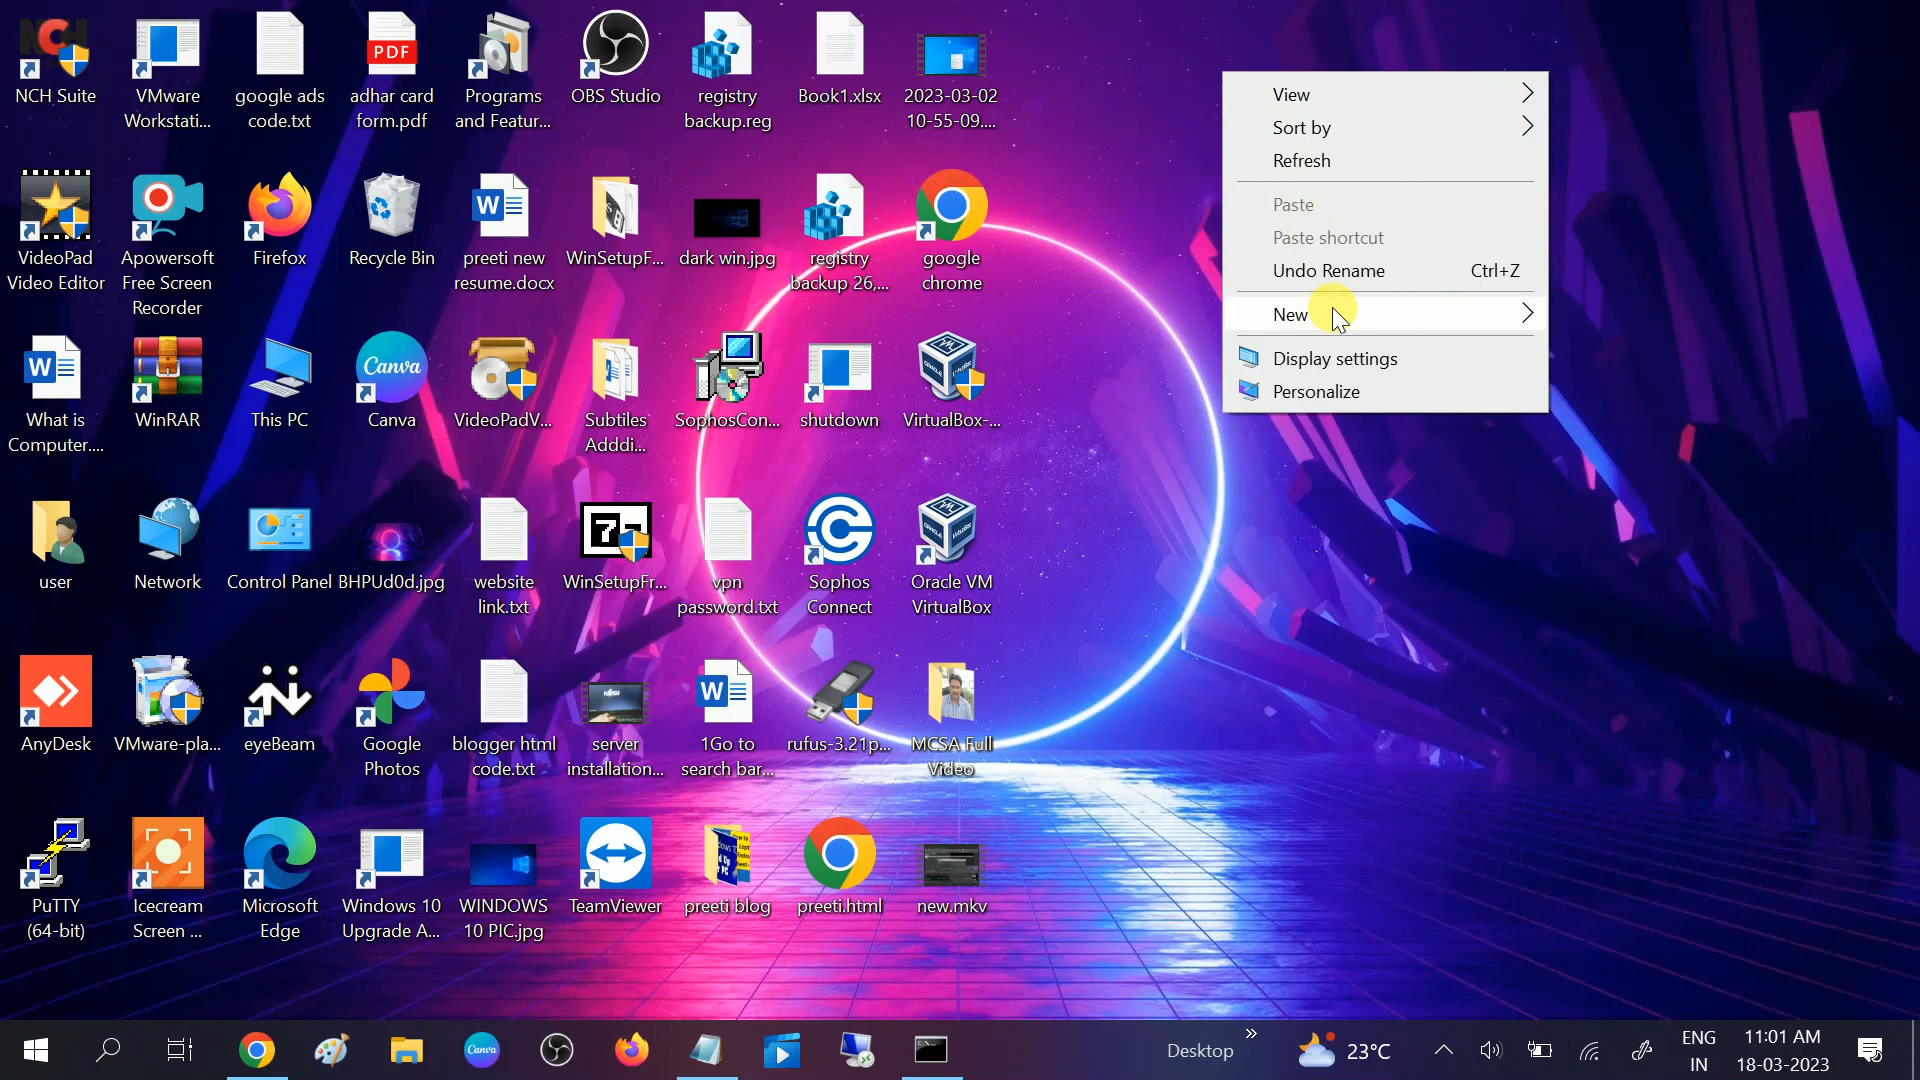 NCH Suite
VMware
Workstati...
google ads
code.txt
PDF
adhar card
form.pdf
Programs
and Featur...
OBS Studio
registry
backup.reg
Book1.xlsx
2023-03-02
10-55-09....
VideoPad
Video Editor
Apowersoft
Free Screen
Recorder
Firefox
Recycle Bin
W
preeti new
resume.docx
WinSetupF...
dark win.jpg
registry
backup 26,...
google
chrome
W
What is
Computer....
WinRAR
This PC
Canva
Canva
VideoPadV...
Subtiles
Adddi...
SophosCon...
shutdown
VirtualBox-...
user
Network
Control Panel
BHPUd0d.jpg
website
link.txt
WinSetupFr...
vpn
password.txt
Sophos
Connect
Oracle VM
VirtualBox
AnyDesk
VMware-pla...
eyeBeam
Google
Photos
blogger html
code.txt
server
installation...
W
1Go to
search bar...
rufus-3.21p...
MCSA Full
Video
PuTTY
(64-bit)
Icecream
Screen ...
Microsoft
Edge
Windows 10
Upgrade A...
WINDOWS
10 PIC.jpg
TeamViewer
preeti blog
preeti.html
new.mkv
View
Sort by
Refresh
Paste
Paste shortcut
Undo Rename Ctrl+Z
New
Display settings
Personalize
Canva
Desktop
23°C
ENG
IN
11:01 AM
18-03-2023